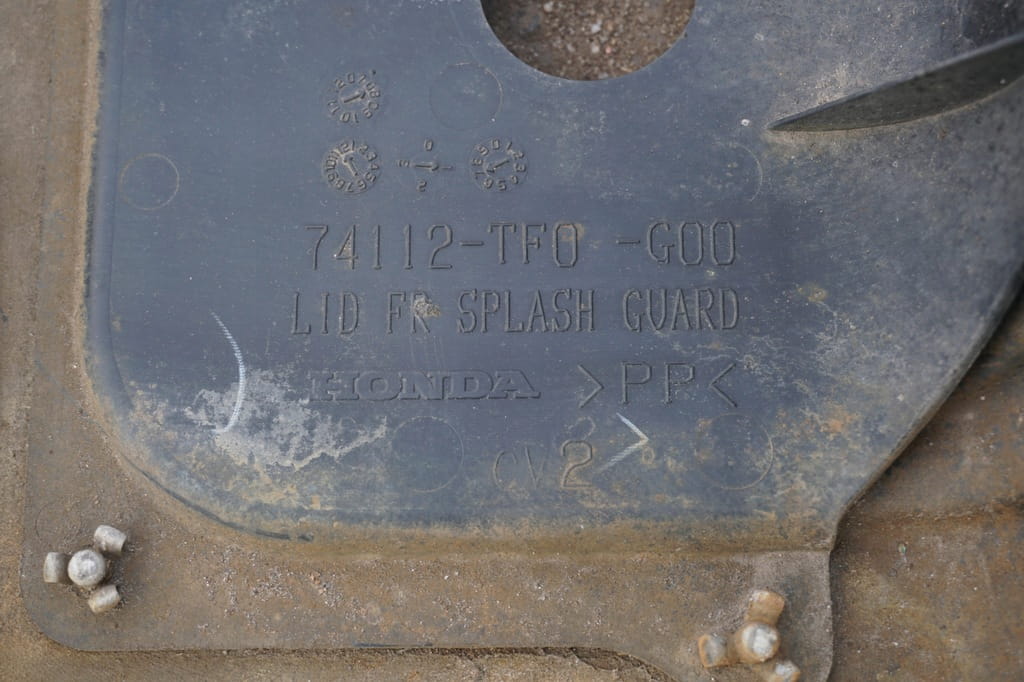 74112-TF0 -G00
LID FR SPLASH GUARD
HONDA >PP<
CV2